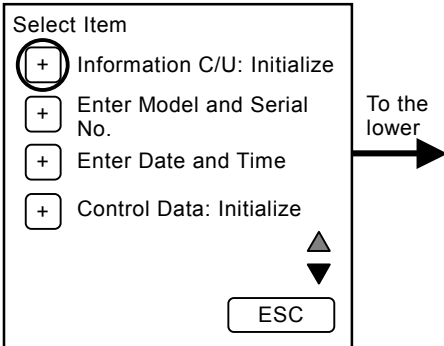 Select Item
+ Information C/U: Initialize
+ Enter Model and Serial
No.
+ Enter Date and Time
+ Control Data: Initialize
ESC
To the
lower